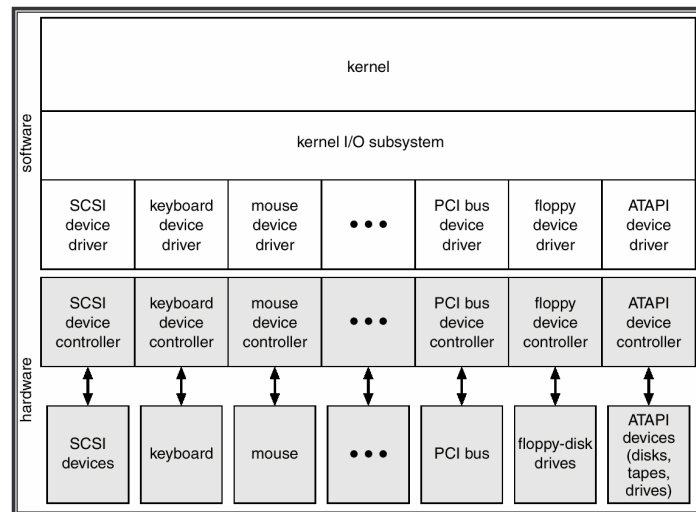 kernel
software
kernel I/O subsystem
SCSI
device
driver
keyboard
device
driver
mouse
device
driver
PCI bus
device
driver
floppy
device
driver
ATAPI
device
driver
hardware
SCSI
device
controller
keyboard
device
controller
mouse
device
controller
PCI bus
device
controller
floppy
device
controller
ATAPI
device
controller
SCSI
devices
keyboard
mouse
PCI bus
floppy-disk
drives
ATAPI
devices
(disks,
tapes,
drives)